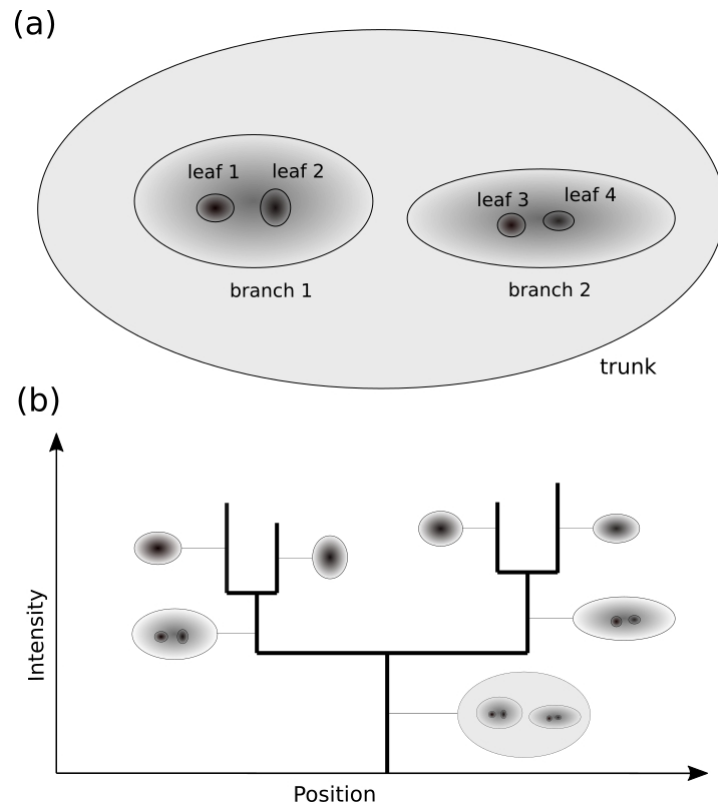 (a)
leaf 1
leaf 2
leaf 3
leaf 4
branch 1
branch 2
trunk
(b)
Intensity
Position